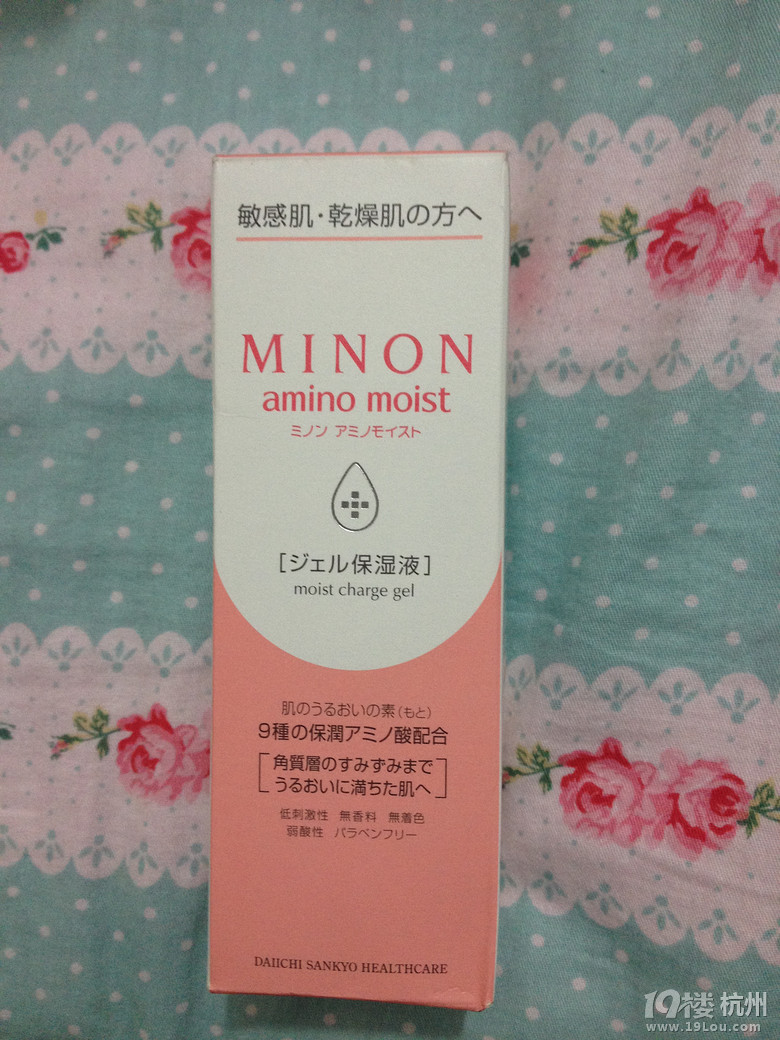 敏感肌・乾燥肌の方へ
MINON
amino moist
ミノン アミノモイスト
[ジェル保湿液]
moist charge gel
肌のうるおいの素(もと)
9種の保潤アミノ酸配合
角質層のすみずみまで
うるおいに満ちた肌へ
低刺激性 無香料 無着色
弱酸性 パラベンフリー
DAIICHI SANKYO HEALTHCARE
19楼 杭州
www.19Lou.com